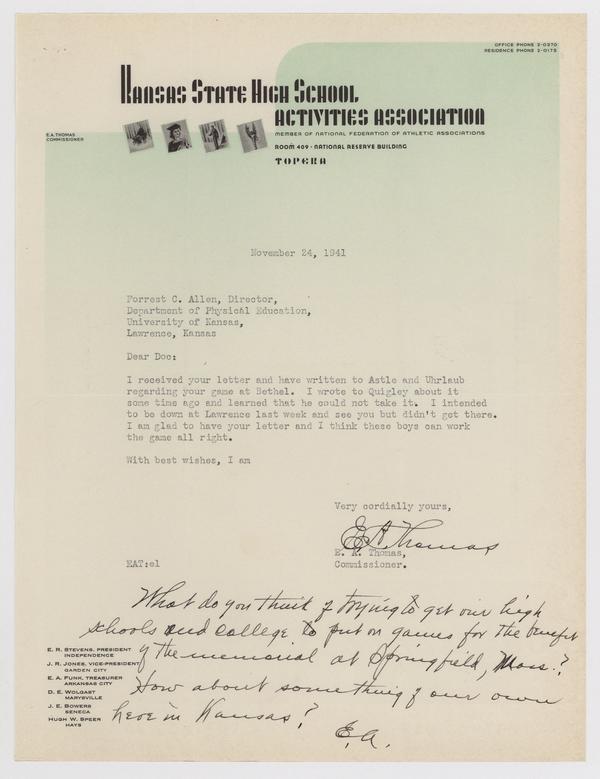 OFFICE PHONE 2-0370
RESIDENCE PHONE 2-0175
KANSAS STATE HIGH SCHOOL
ACTIVITIES ASSOCIATION
E.A. THOMAS
COMMISSIONER
MEMBER OF NATIONAL FEDERATION OF ATHLETIC ASSOCIATIONS
ROOM 409 · NATIONAL RESERVE BUILDING
TOPEKA
November 24, 1941
Forrest C. Allen, Director,
Department of Physical Education,
University of Kansas,
Lawrence, Kansas
Dear Doc:
I received your letter and have written to Astle and Uhrlaub
regarding your game at Bethel. I wrote to Quigley about it
some time ago and learned that he could not take it. I intended
to be down at Lawrence last week and see you but didn't get there.
I am glad to have your letter and I think these boys can work
the game all right.
With best wishes, I am
Very cordially yours,
E A Thomas
E. A. Thomas,
EAT:el
Commissioner.
What do you think of trying to get our high
schools and college to put on games for the benefit
of the memorial at Springfield, Mass.?
How about something of our own
here in Kansas?
E.A.
E. R. STEVENS, PRESIDENT
INDEPENDENCE
J. R. JONES, VICE-PRESIDENT
GARDEN CITY
E. A. FUNK, TREASURER
ARKANSAS CITY
D. E. WOLGAST
MARYSVILLE
J. E. BOWERS
SENECA
HUGH W. SPEER
HAYS